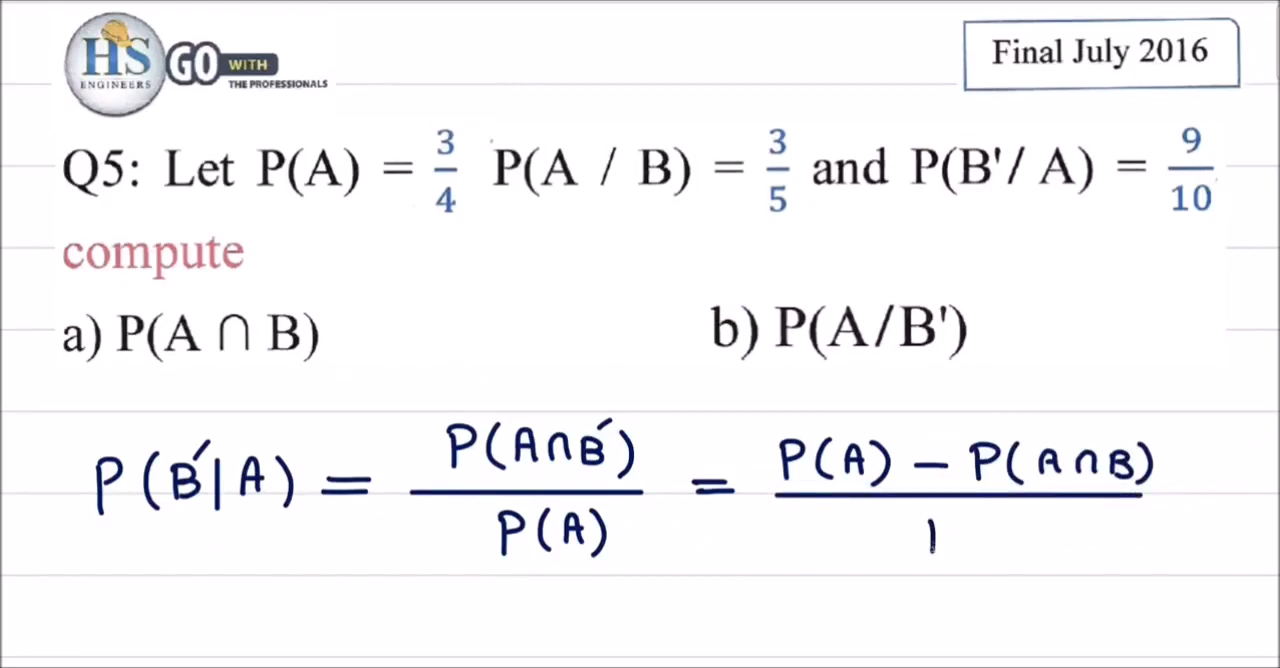 HS GO WITH
ENGINEERS THE PROFESSIONALS
Final July 2016
Q5: Let P(A) = 3/4 P(A / B) = 3/5 and P(B'/ A) = 9/10
compute
a) P(A ∩ B) b) P(A/B')
P(B́|A) = P(A∩B́)/P(A) = P(A) – P(A∩B)/